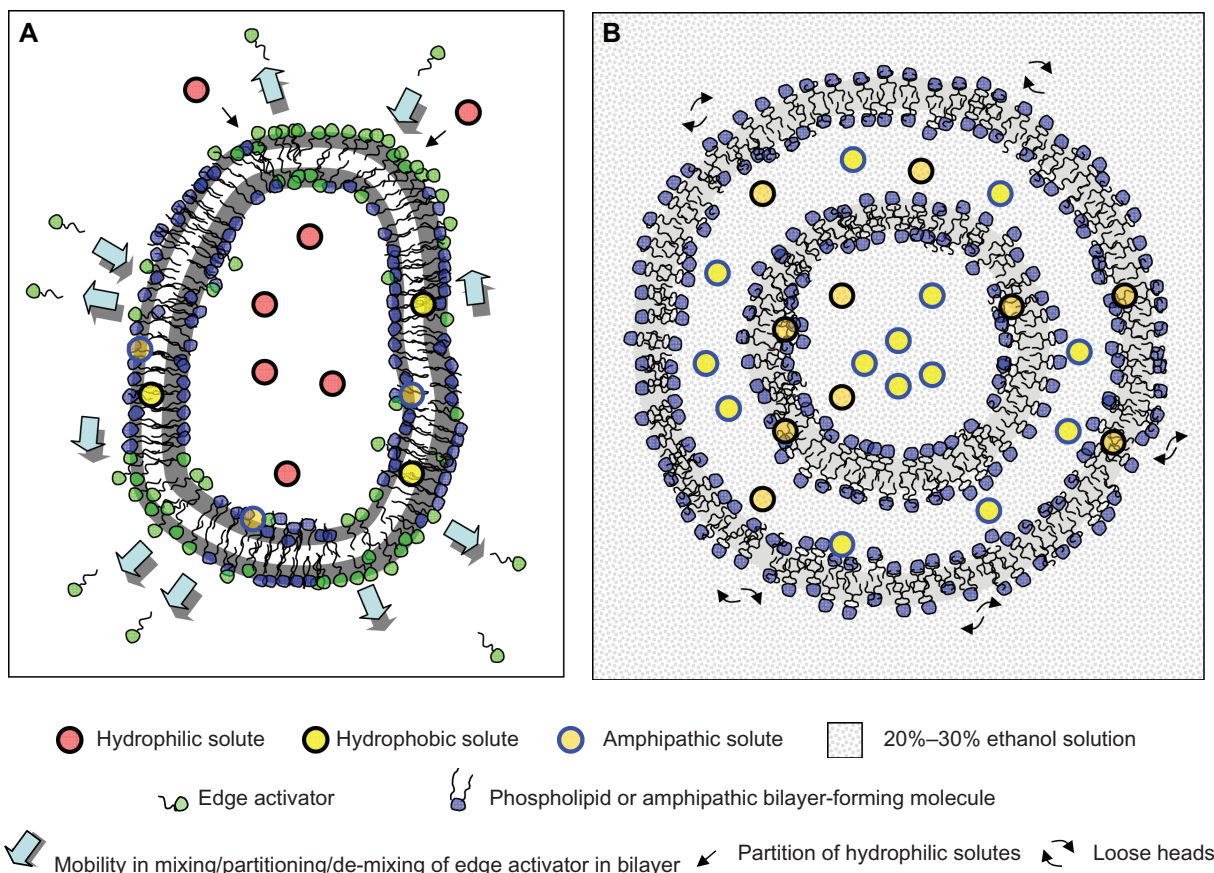 A
B
Hydrophilic solute
Hydrophobic solute
Amphipathic solute
20%–30% ethanol solution
Edge activator
Phospholipid or amphipathic bilayer-forming molecule
Mobility in mixing/partitioning/de-mixing of edge activator in bilayer
Partition of hydrophilic solutes
Loose heads